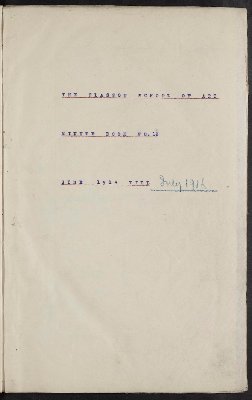 THE GLASGOW SCHOOL OF ART
MINUTE BOOK NO.
JUNE 1914 TILL July 1916